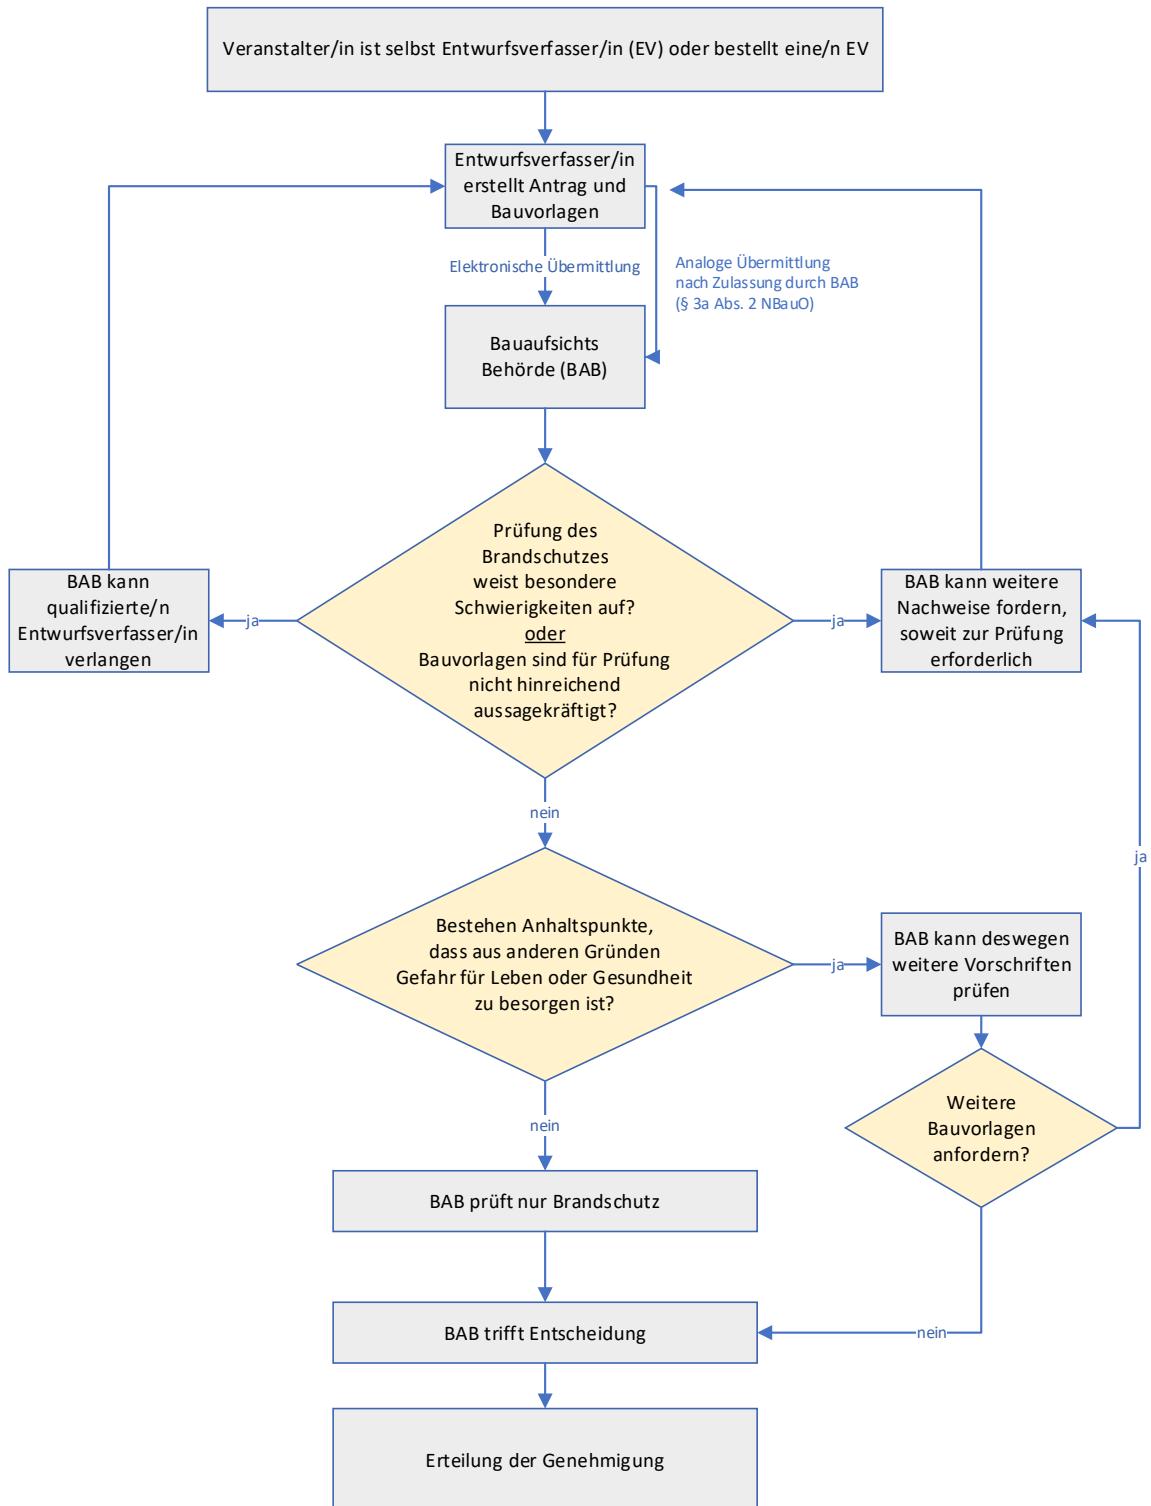 Veranstalter/in ist selbst Entwurfsverfasser/in (EV) oder bestellt eine/n EV
Entwurfsverfasser/in
erstellt Antrag und
Bauvorlagen
Elektronische Übermittlung
Analoge Übermittlung
nach Zulassung durch BAB
(§ 3a Abs. 2 NBauO)
Bauaufsichts
Behörde (BAB)
Prüfung des
Brandschutzes
weist besondere
Schwierigkeiten auf?
oder
Bauvorlagen sind für Prüfung
nicht hinreichend
aussagekräftigt?
ja
BAB kann
qualifizierte/n
Entwurfsverfasser/in
verlangen
ja
BAB kann weitere
Nachweise fordern,
soweit zur Prüfung
erforderlich
nein
Bestehen Anhaltspunkte,
dass aus anderen Gründen
Gefahr für Leben oder Gesundheit
zu besorgen ist?
ja
BAB kann deswegen
weitere Vorschriften
prüfen
ja
Weitere
Bauvorlagen
anfordern?
nein
BAB prüft nur Brandschutz
nein
BAB trifft Entscheidung
Erteilung der Genehmigung